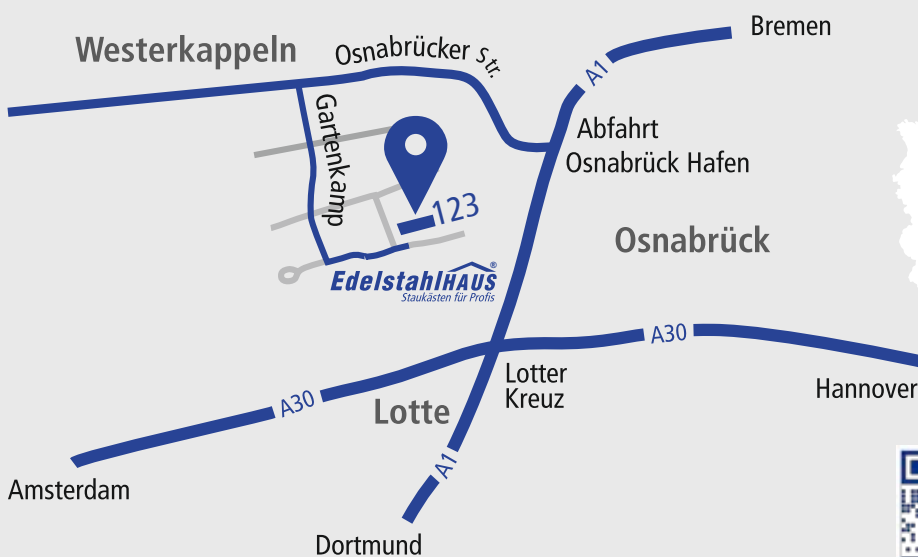 Bremen
Westerkappeln
Osnabrücker Str.
A1
Gartenkamp
Abfahrt
Osnabrück Hafen
123
Osnabrück
EdelstahlHAUS®
Staukästen für Profis
A30
Lotter
Kreuz
Hannover
A30
Lotte
A1
Amsterdam
Dortmund